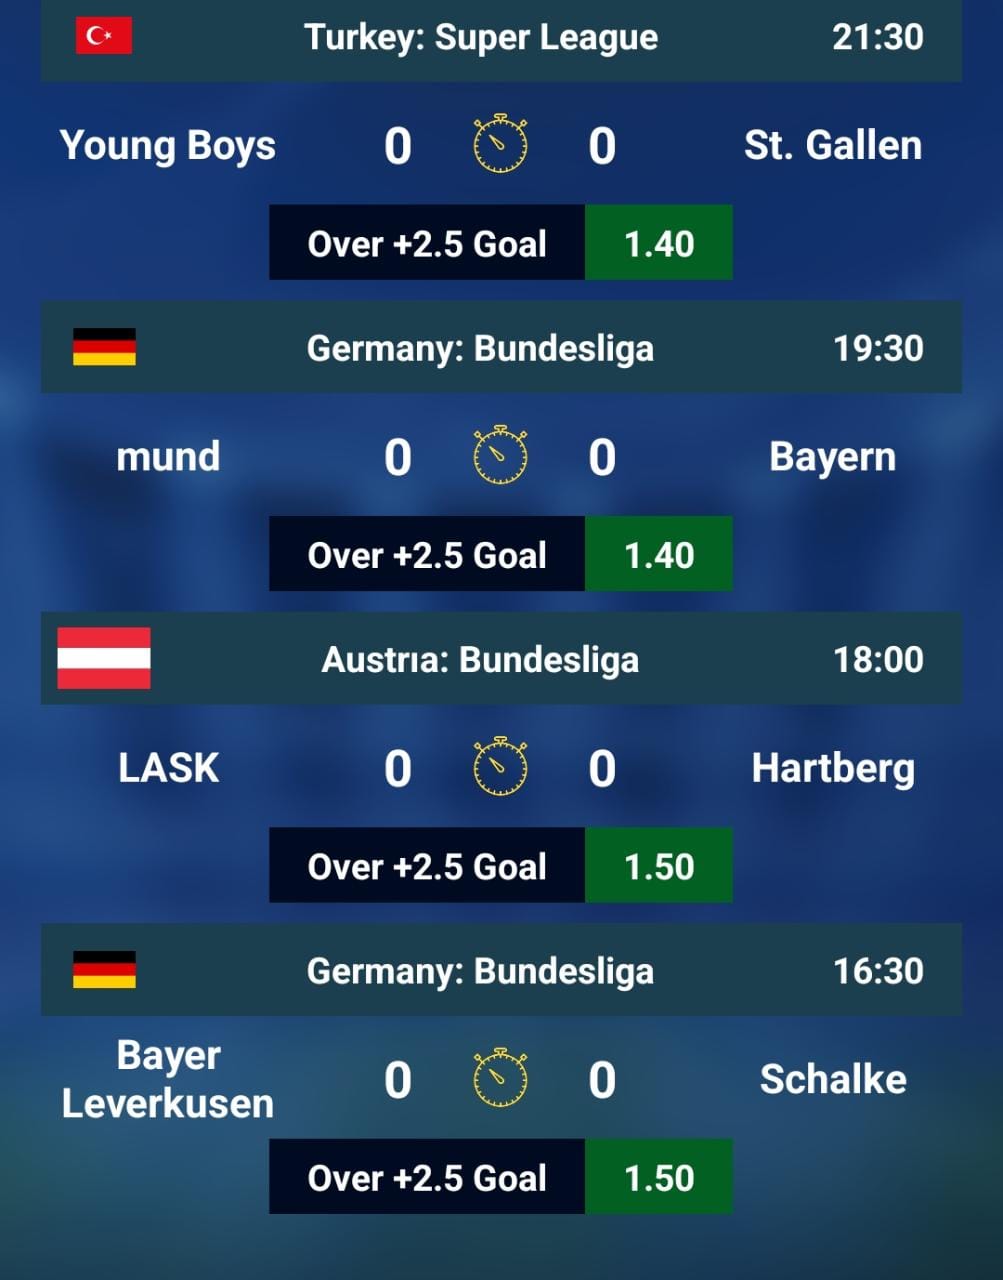 Turkey: Super League 21:30
Young Boys 0 0 St. Gallen
Over +2.5 Goal 1.40
Germany: Bundesliga 19:30
mund 0 0 Bayern
Over +2.5 Goal 1.40
Austrıa: Bundesliga 18:00
LASK 0 0 Hartberg
Over +2.5 Goal 1.50
Germany: Bundesliga 16:30
Bayer
Leverkusen 0 0 Schalke
Over +2.5 Goal 1.50